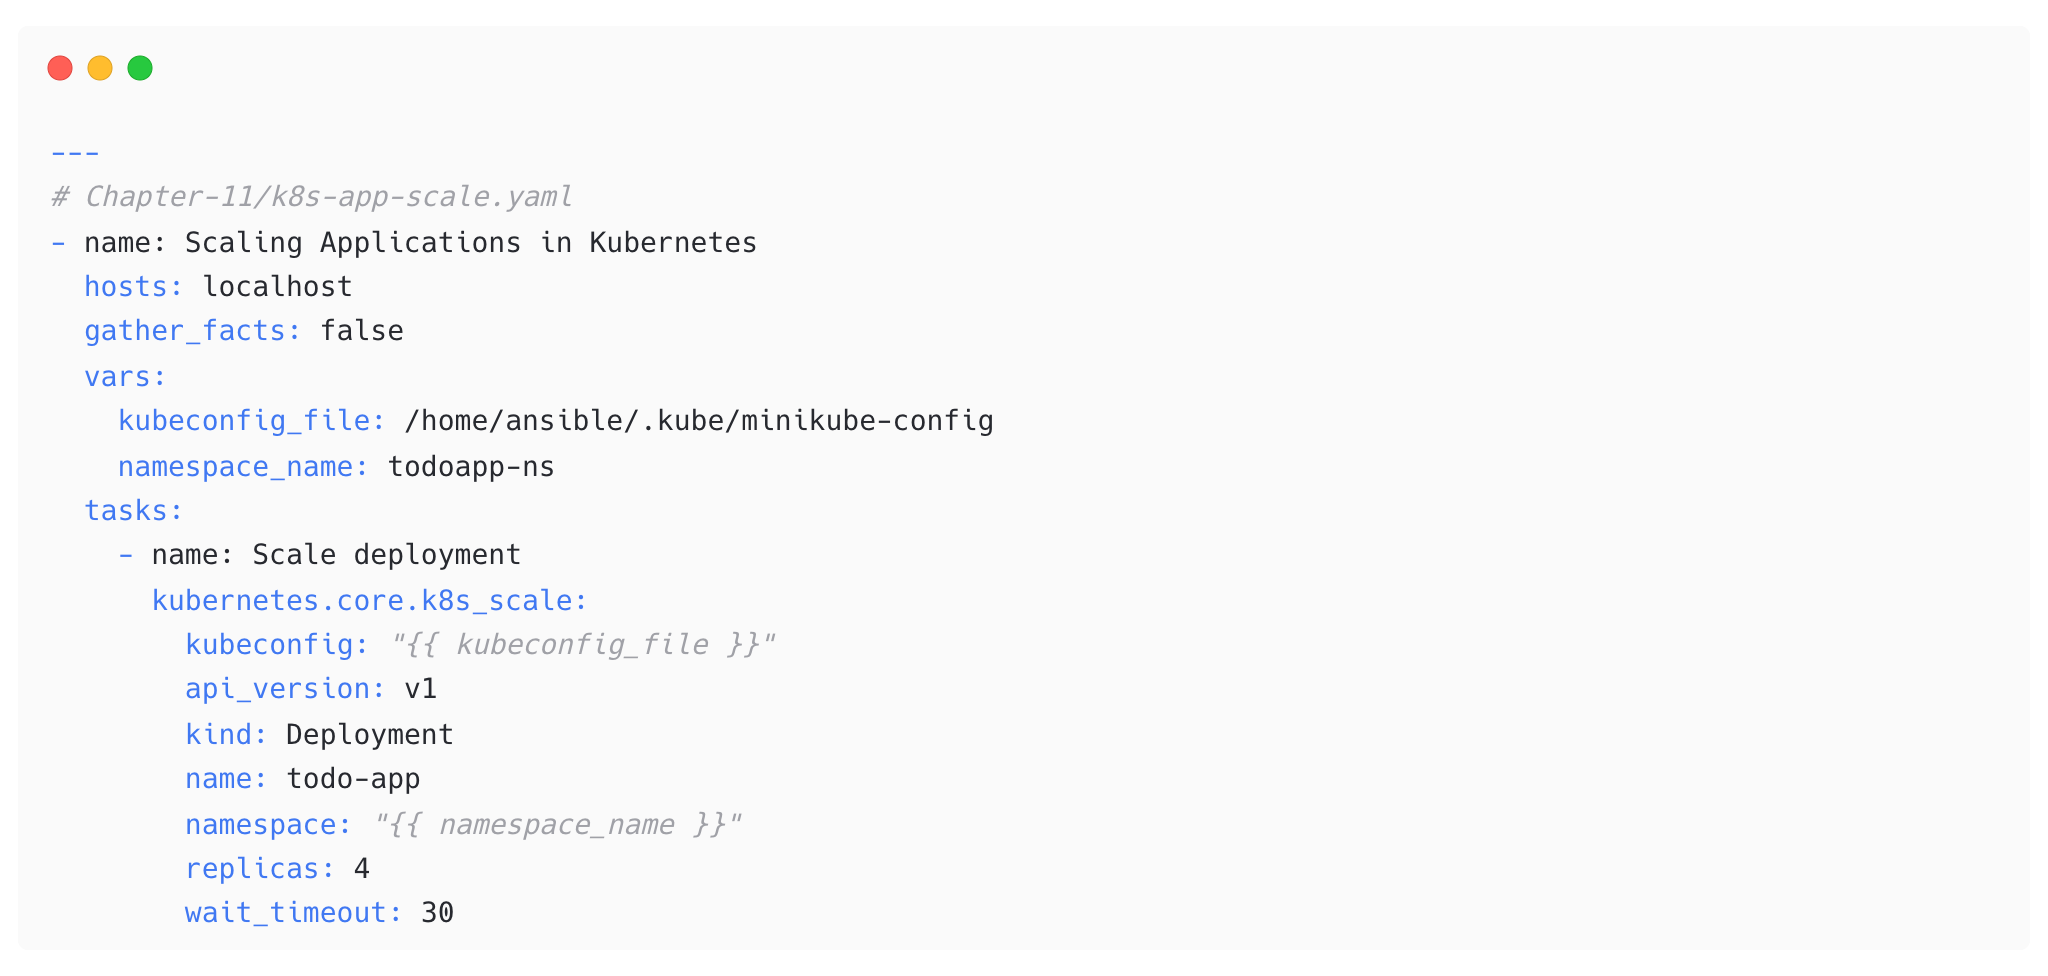 ---
# Chapter-11/k8s-app-scale.yaml
- name: Scaling Applications in Kubernetes
  hosts: localhost
  gather_facts: false
  vars:
    kubeconfig_file: /home/ansible/.kube/minikube-config
    namespace_name: todoapp-ns
  tasks:
    - name: Scale deployment
      kubernetes.core.k8s_scale:
        kubeconfig: "{{ kubeconfig_file }}"
        api_version: v1
        kind: Deployment
        name: todo-app
        namespace: "{{ namespace_name }}"
        replicas: 4
        wait_timeout: 30